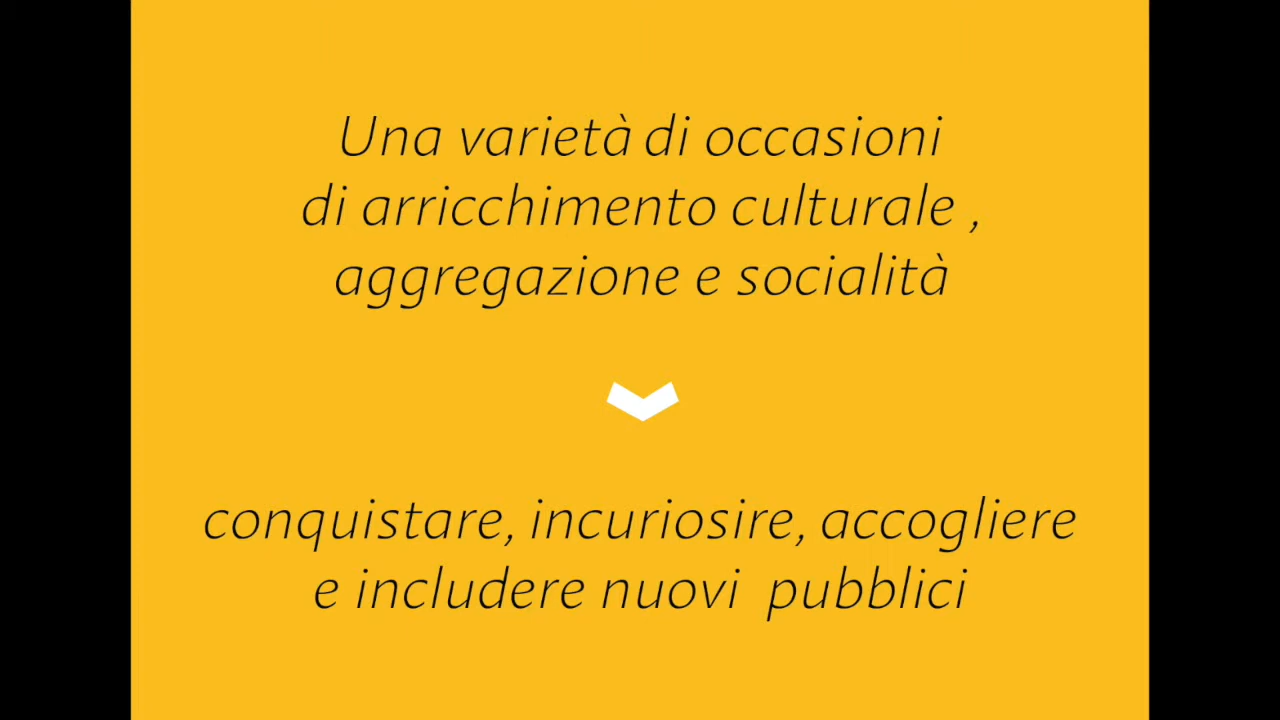 Una varietà di occasioni
di arricchimento culturale ,
aggregazione e socialità
conquistare, incuriosire, accogliere
e includere nuovi pubblici